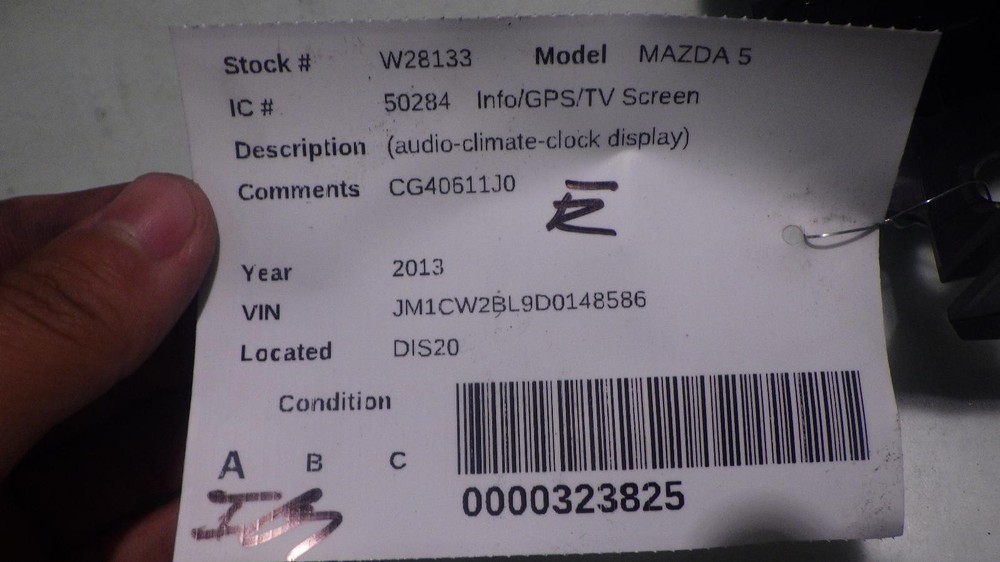 Stock # W28133 Model MAZDA 5
IC # 50284 Info/GPS/TV Screen
Description (audio-climate-clock display)
Comments CG40611J0
Year 2013
VIN JM1CW2BL9D0148586
Located DIS20
Condition
A B C
0000323825